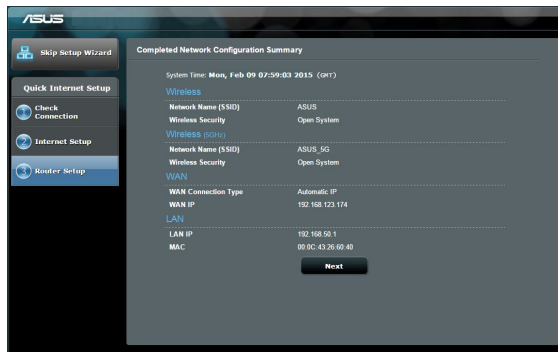 ASUS
Skip Setup Wizard
Quick Internet Setup
1 Check Connection
2 Internet Setup
3 Router Setup
Completed Network Configuration Summary
System Time: Mon, Feb 09 07:59:03 2015 (GMT)
Wireless
Network Name (SSID) ASUS
Wireless Security Open System
Wireless (5GHz)
Network Name (SSID) ASUS_5G
Wireless Security Open System
WAN
WAN Connection Type Automatic IP
WAN IP 192.168.123.174
LAN
LAN IP 192.168.50.1
MAC 00:0C:43:26:60:40
Next